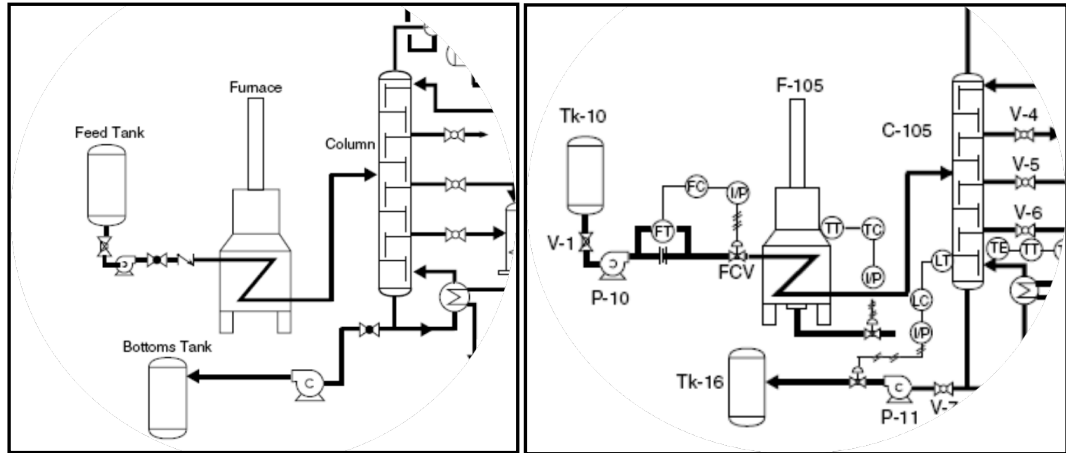 Furnace
Feed Tank
Column
Bottoms Tank
C
F-105
Tk-10
C-105
V-4
V-5
V-6
FC
I/P
FT
TT
TC
V-1
C
P-10
FCV
LT
TE
TT
I/P
LC
I/P
Tk-16
C
P-11
V-7